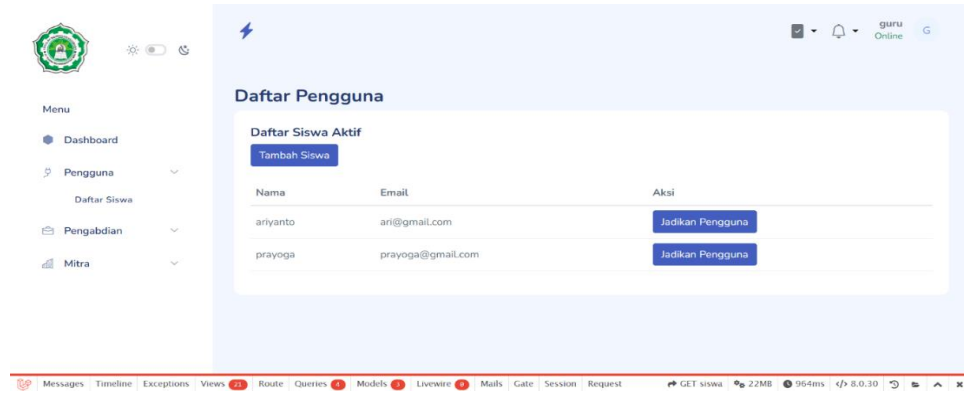 guru
Online
G
Menu
Dashboard
Pengguna
Daftar Siswa
Pengabdian
Mitra
Daftar Pengguna
Daftar Siswa Aktif
Tambah Siswa
Nama Email Aksi
ariyanto ari@gmail.com Jadikan Pengguna
prayoga prayoga@gmail.com Jadikan Pengguna
Messages Timeline Exceptions Views 21 Route Queries 4 Models 3 Livewire 0 Mails Gate Session Request GET siswa 22MB 964ms 8.0.30